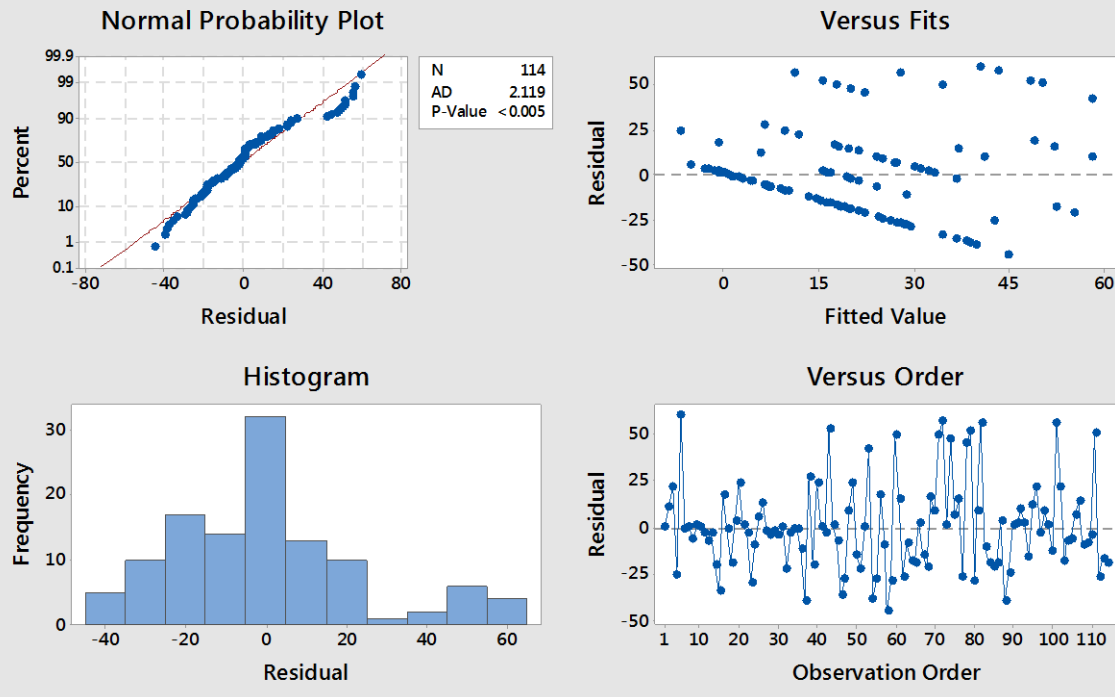 Normal Probability Plot
99.9
99
90
50
10
1
0.1
Percent
-80 -40 0 40 80
Residual
N 114
AD 2.119
P-Value <0.005
Versus Fits
50
25
0
-25
-50
Residual
0 15 30 45 60
Fitted Value
Histogram
30
20
10
0
Frequency
-40 -20 0 20 40 60
Residual
Versus Order
50
25
0
-25
-50
Residual
1 10 20 30 40 50 60 70 80 90 100 110
Observation Order